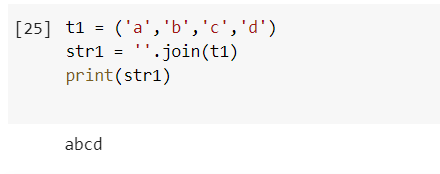 [25] t1 = ('a','b','c','d')
str1 = ''.join(t1)
print(str1)
abcd